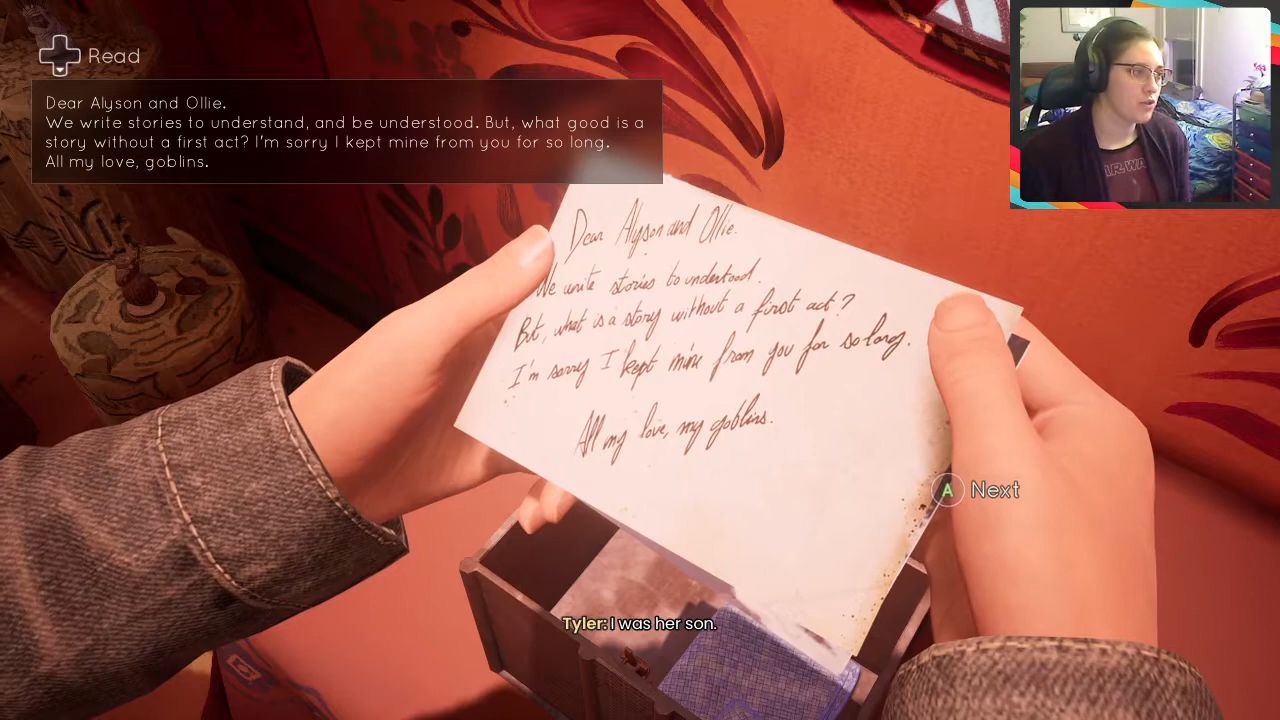 Read
Dear Alyson and Ollie.
We write stories to understand, and be understood. But, what good is a
story without a first act? I'm sorry I kept mine from you for so long.
All my love, goblins.
Dear Alyson and Ollie.
We write stories to understood.
But, what is a story without a first act?
I'm sorry I kept mine from you for so long.
All my love, my goblins.
A Next
Tyler: I was her son.